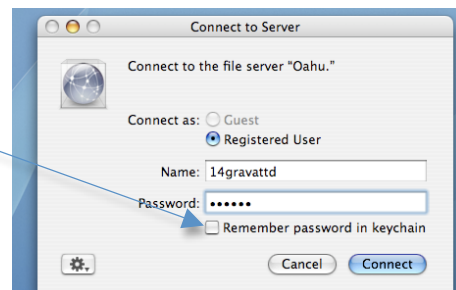 Connect to Server
Connect to the file server “Oahu.”
Connect as: Guest
Registered User
Name: 14gravattd
Password: ••••••
Remember password in keychain
Cancel Connect